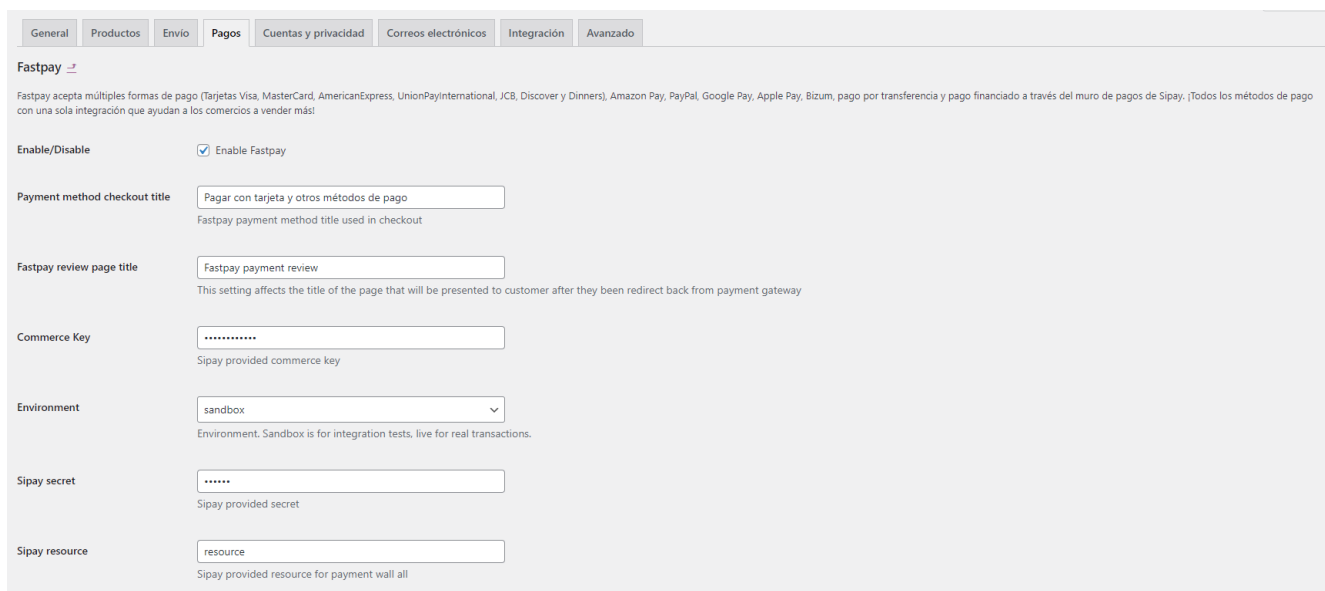 General Productos Envío Pagos Cuentas y privacidad Correos electrónicos Integración Avanzado
Fastpay
Fastpay acepta múltiples formas de pago (Tarjetas Visa, MasterCard, AmericanExpress, UnionPayInternational, JCB, Discover y Dinners), Amazon Pay, PayPal, Google Pay, Apple Pay, Bizum, pago por transferencia y pago financiado a través del muro de pagos de Sipay. ¡Todos los métodos de pago
con una sola integración que ayudan a los comercios a vender más!
Enable/Disable Enable Fastpay
Payment method checkout title Pagar con tarjeta y otros métodos de pago
Fastpay payment method title used in checkout
Fastpay review page title Fastpay payment review
This setting affects the title of the page that will be presented to customer after they been redirect back from payment gateway
Commerce Key ••••••••••••
Sipay provided commerce key
Environment sandbox
Environment. Sandbox is for integration tests, live for real transactions.
Sipay secret ••••••
Sipay provided secret
Sipay resource resource
Sipay provided resource for payment wall all